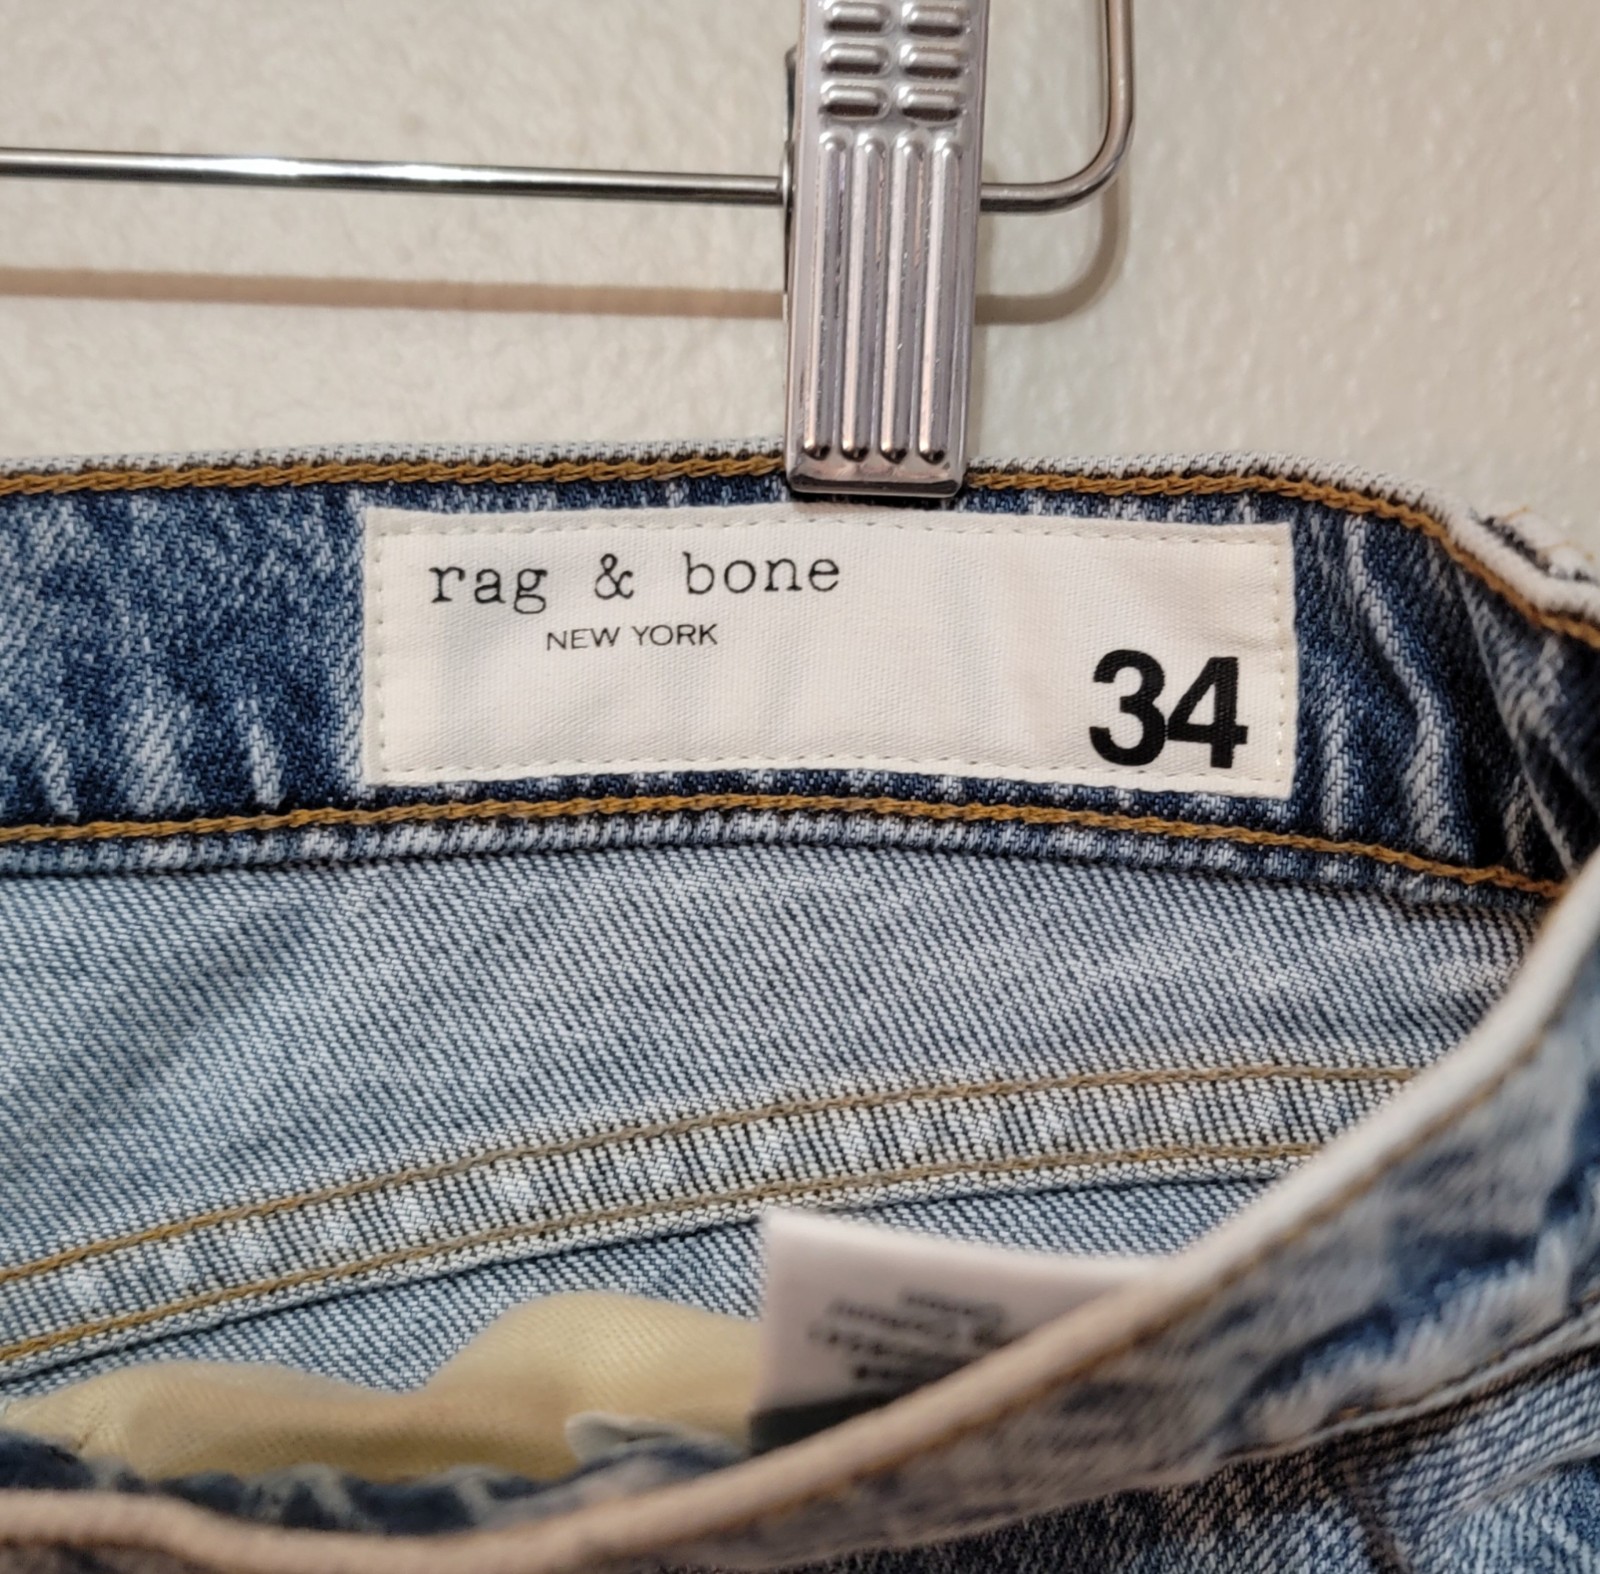 rag & bone
NEW YORK
34